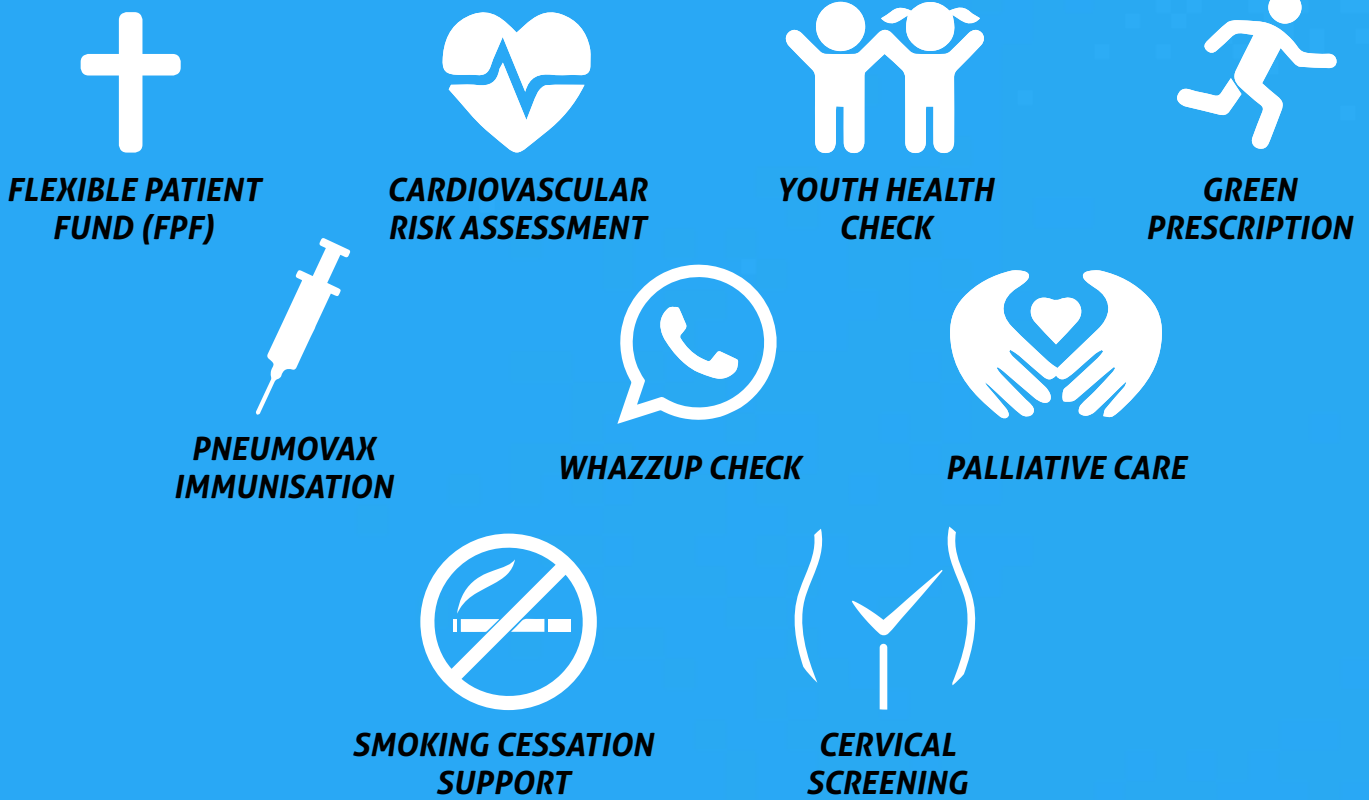 FLEXIBLE PATIENT
FUND (FPF)
CARDIOVASCULAR
RISK ASSESSMENT
YOUTH HEALTH
CHECK
GREEN
PRESCRIPTION
PNEUMOVAX
IMMUNISATION
WHAZZUP CHECK
PALLIATIVE CARE
SMOKING CESSATION
SUPPORT
CERVICAL
SCREENING